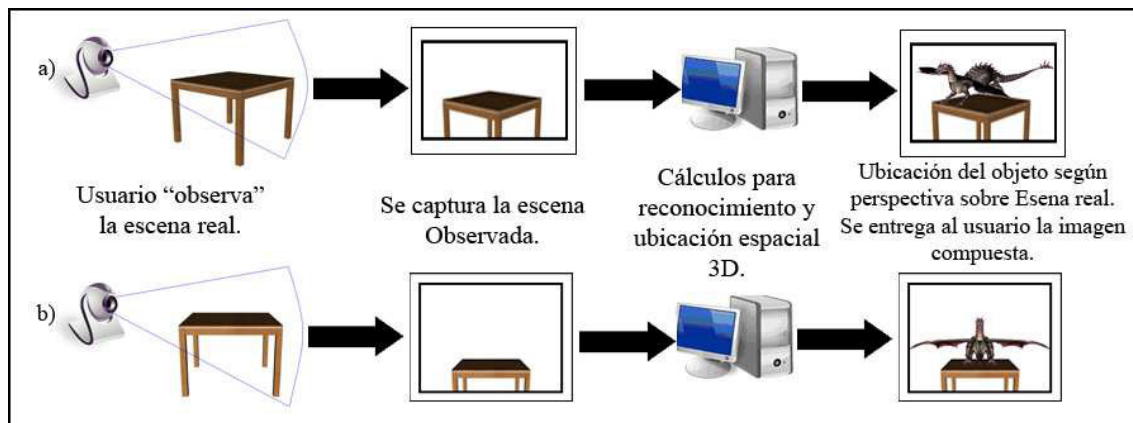 a)
Usuario “observa”
la escena real.
Se captura la escena
Observada.
Cálculos para
reconocimiento y
ubicación espacial
3D.
Ubicación del objeto según
perspectiva sobre Esena real.
Se entrega al usuario la imagen
compuesta.
b)